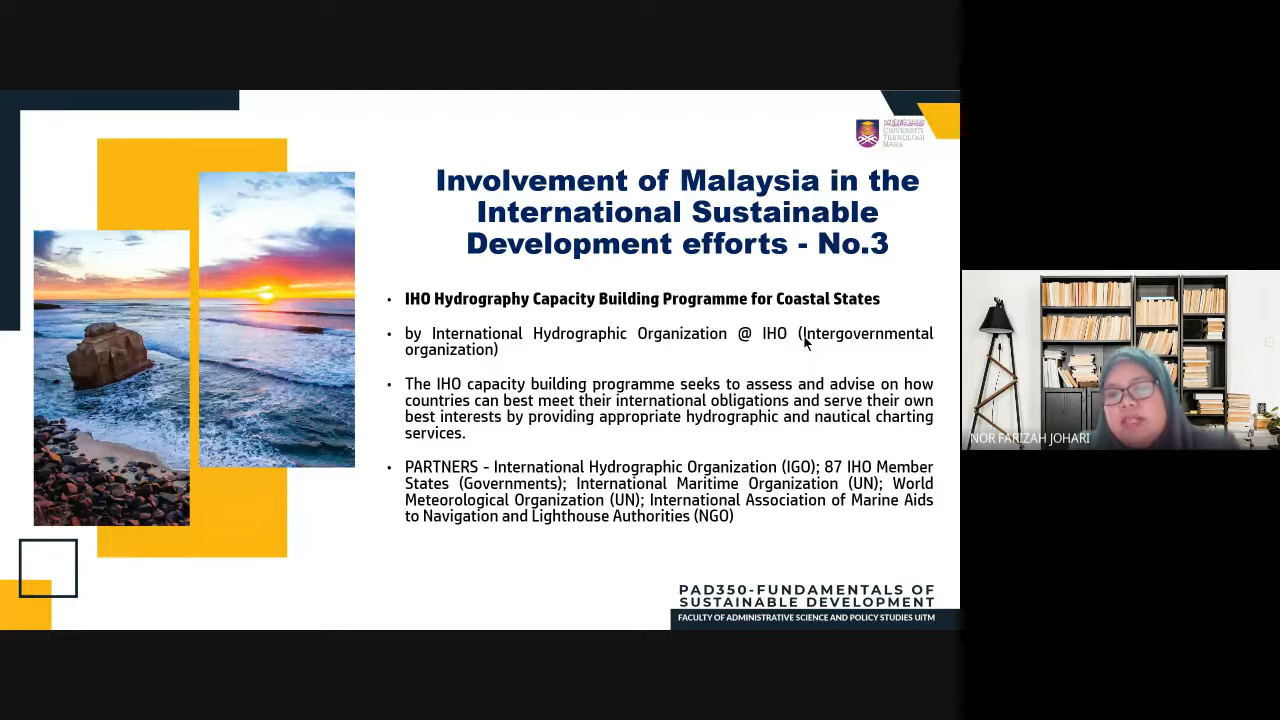 UNIVERSITI
TEKNOLOGI
MARA
Involvement of Malaysia in the
International Sustainable
Development efforts - No.3
• IHO Hydrography Capacity Building Programme for Coastal States
• by International Hydrographic Organization @ IHO (Intergovernmental
organization)
• The IHO capacity building programme seeks to assess and advise on how
countries can best meet their international obligations and serve their own
best interests by providing appropriate hydrographic and nautical charting
services.
• PARTNERS - International Hydrographic Organization (IGO); 87 IHO Member
States (Governments); International Maritime Organization (UN); World
Meteorological Organization (UN); International Association of Marine Aids
to Navigation and Lighthouse Authorities (NGO)
PAD350-FUNDAMENTALS OF
SUSTAINABLE DEVELOPMENT
FACULTY OF ADMINISTRATIVE SCIENCE AND POLICY STUDIES UITM
NOR FARIZAH JOHARI